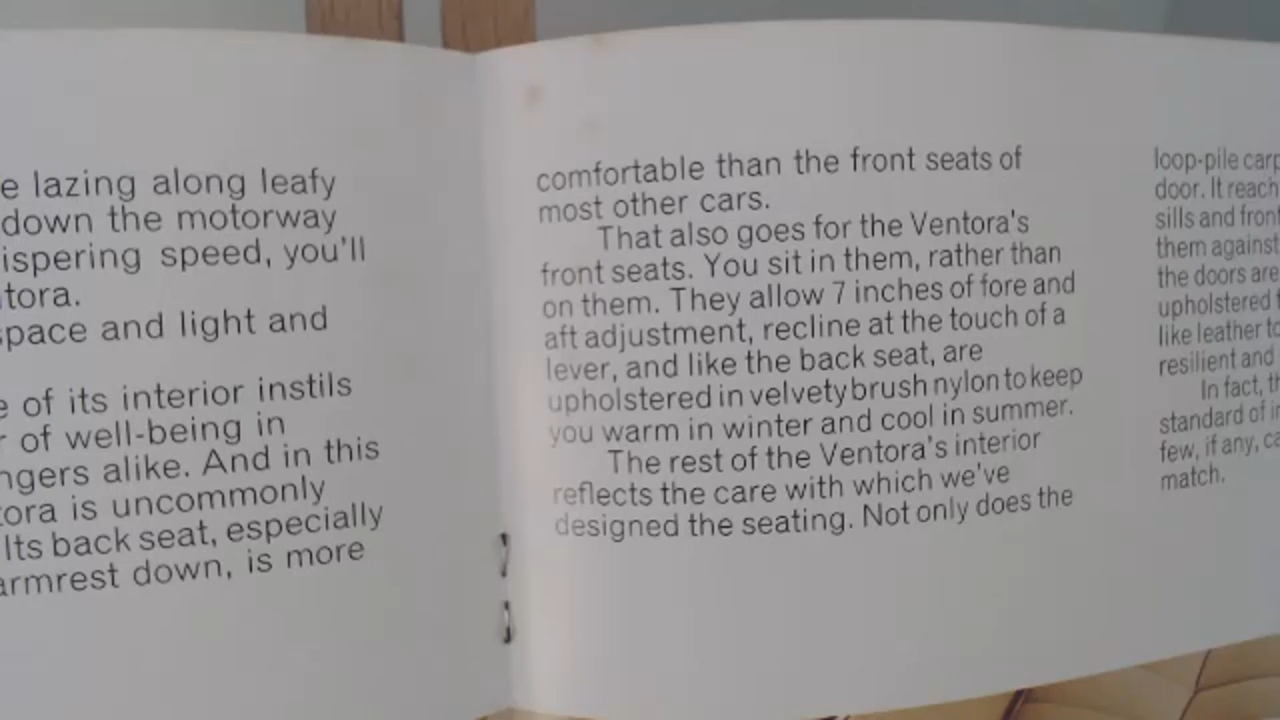 lazing along leafy
down the motorway
speed, you'll
space and light and
of its interior instils
of well-being in
alike. And in this
is uncommonly
Its back seat, especially
armrest down, is more
comfortable than the front seats of
most other cars.
That also goes for the Ventora's
front seats. You sit in them, rather than
on them. They allow 7 inches of fore and
aft adjustment, recline at the touch of a
lever, and like the back seat, are
upholstered in velvety brush nylon to keep
you warm in winter and cool in summer.
The rest of the Ventora's interior
reflects the care with which we've
designed the seating. Not only does the
loop-pile
door. It
sills and front
them against
the doors are
upholstered
like leather
resilient and
In fact,
standard of
few, if any,
match.